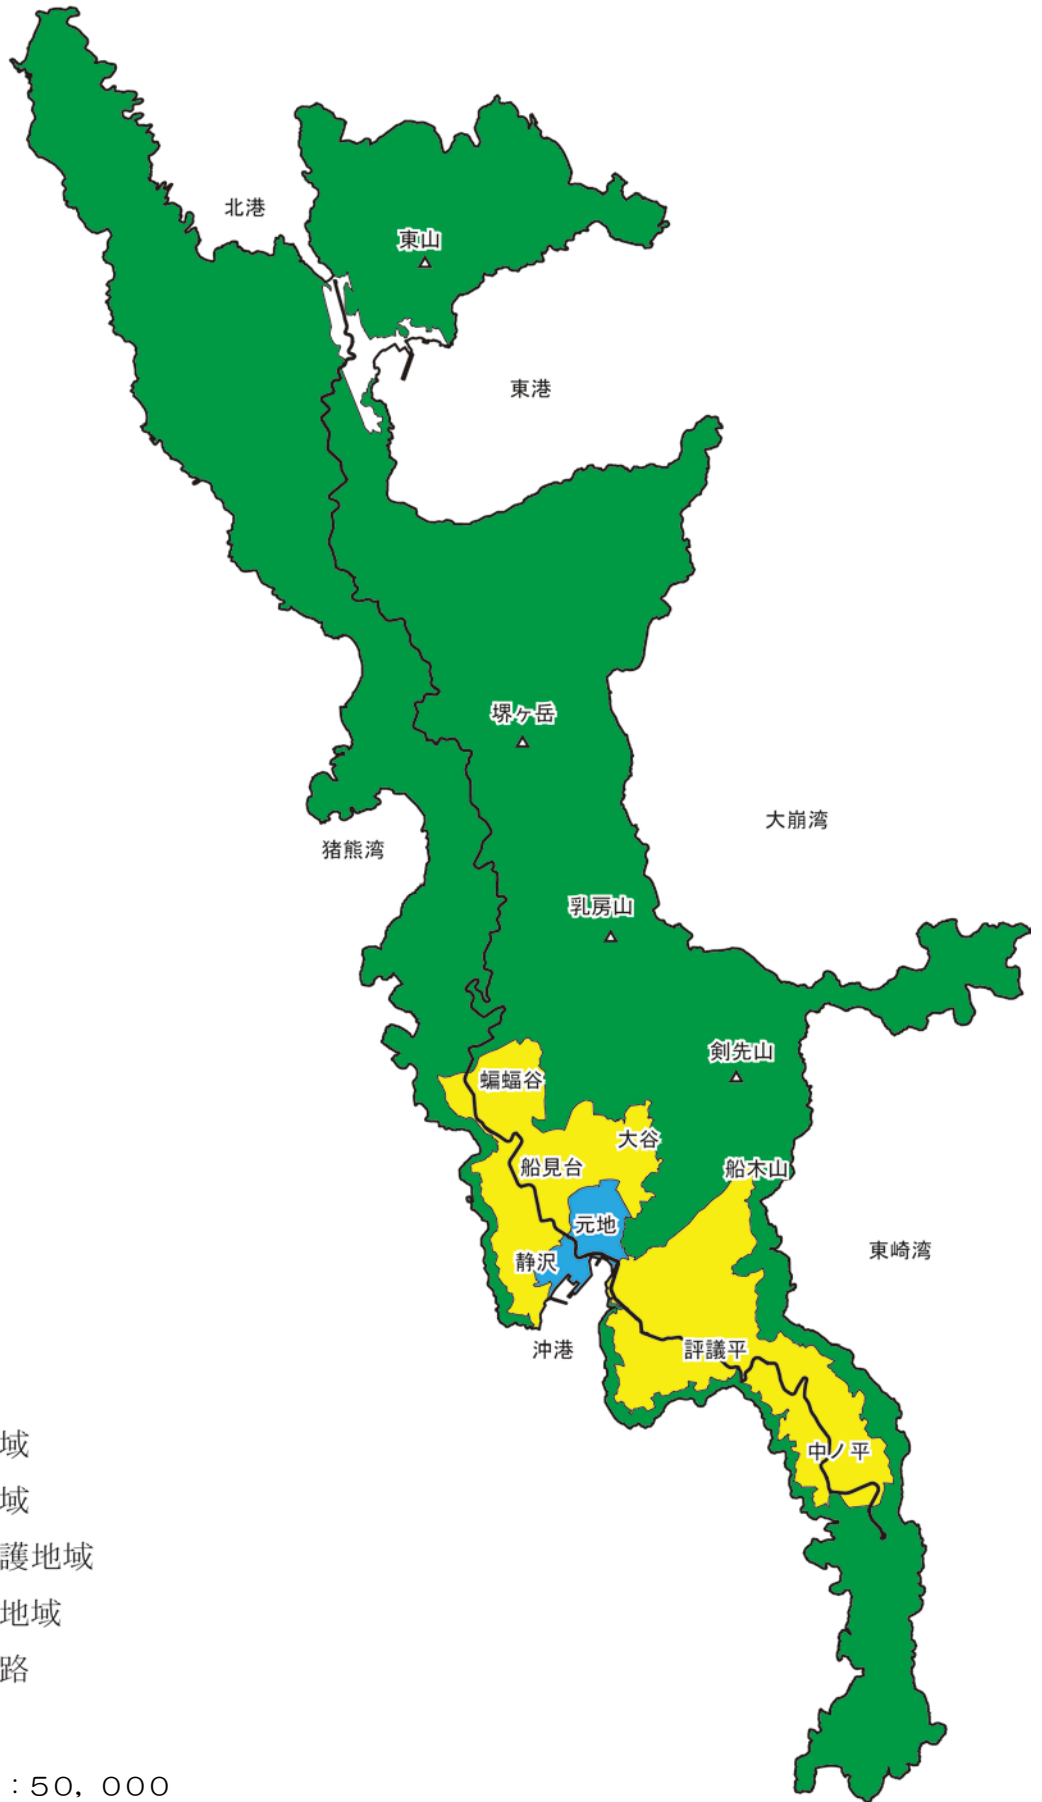 北港
東山
東港
堺ヶ岳
大崩湾
猪熊湾
乳房山
剣先山
蝙蝠谷
大谷
船見台
船木山
元地
東崎湾
静沢
沖港
評議平
域
中ノ平
域
護地域
地域
路
:50,000